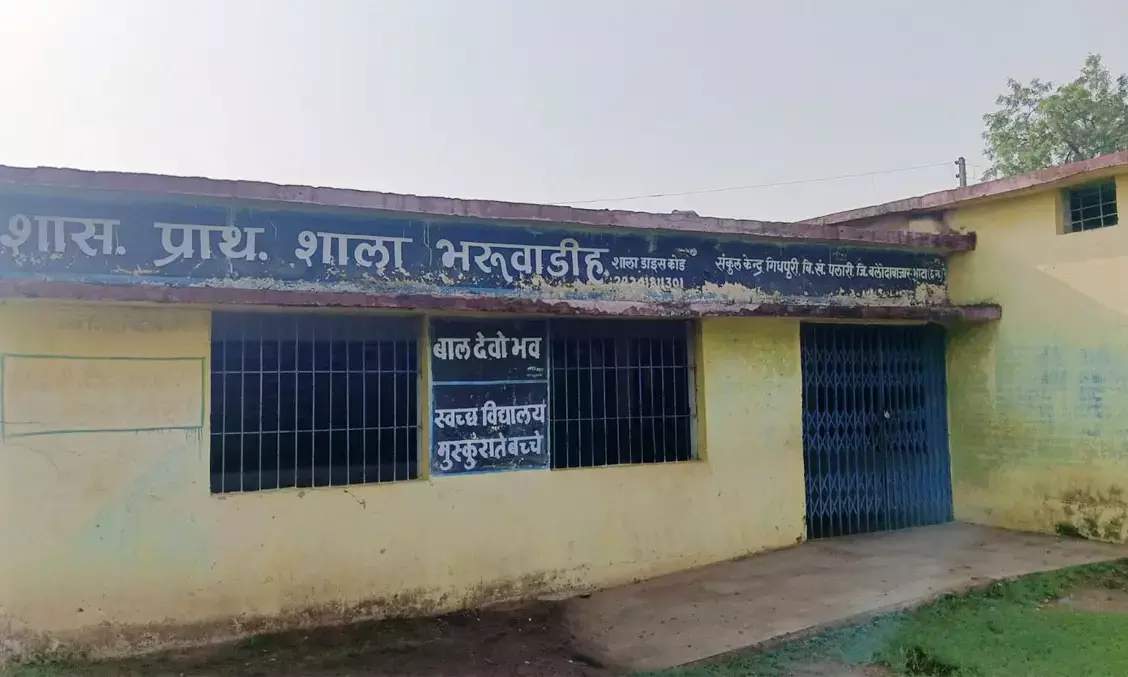 शास. प्राथ. शाला भरूवाडीह.
शाला डाइस कोड
संकुल केन्द्र गिधपुरी, वि.खं. पलारी, जि. बलौदाबाजार-भाटा (छ.ग.)
बाल देवो भव
स्वच्छ विद्यालय
मुस्कुराते बच्चे